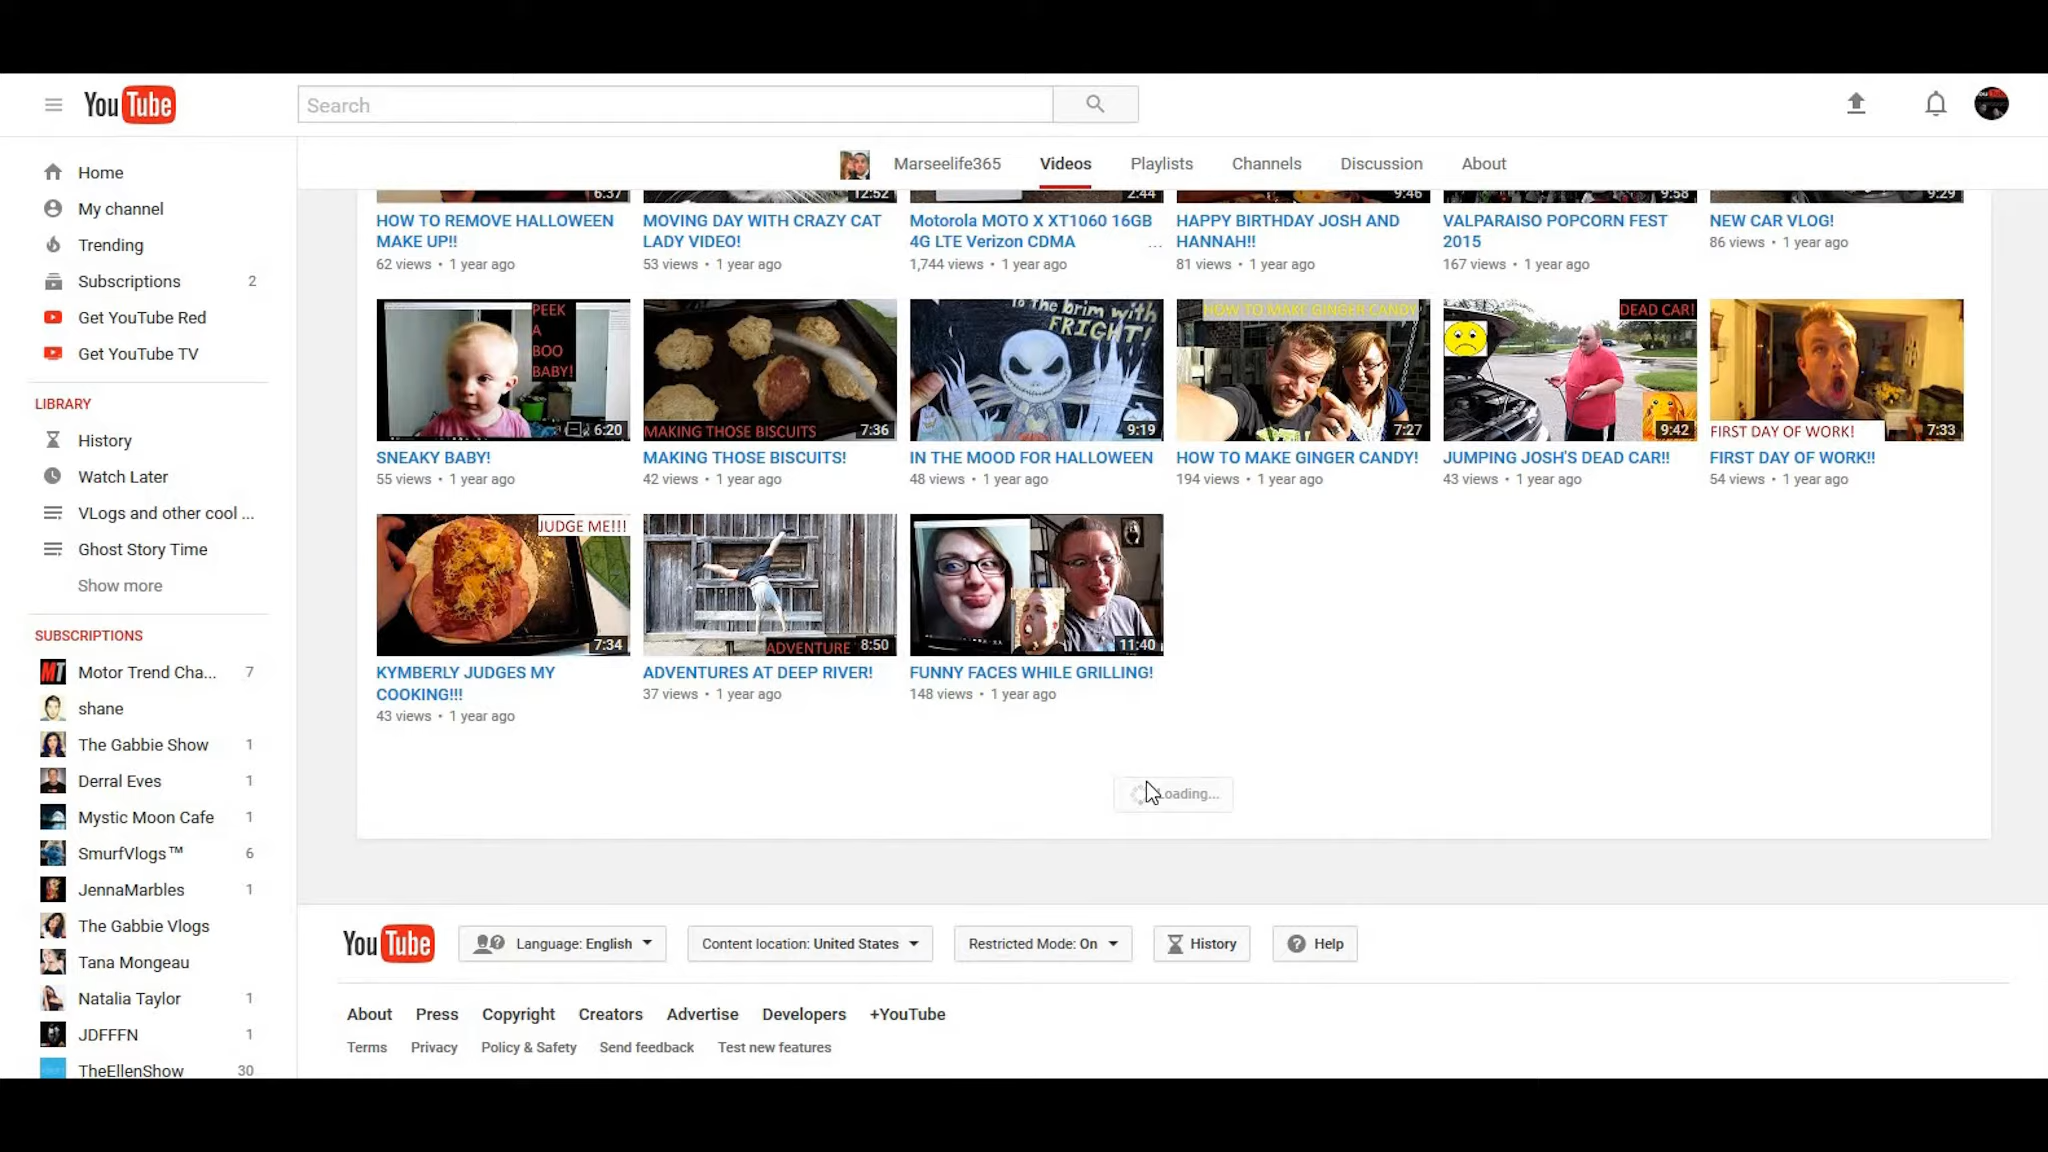 YouTube
Search
Marseelife365 Videos Playlists Channels Discussion About
Home
My channel
Trending
Subscriptions 2
Get YouTube Red
Get YouTube TV
LIBRARY
History
Watch Later
VLogs and other cool ...
Ghost Story Time
Show more
SUBSCRIPTIONS
Motor Trend Cha... 7
shane
The Gabbie Show 1
Derral Eves 1
Mystic Moon Cafe 1
SmurfVlogs™ 6
JennaMarbles 1
The Gabbie Vlogs
Tana Mongeau
Natalia Taylor 1
JDFFFN 1
TheEllenShow 30
6:37 12:52 2:44 9:46 9:58 9:29
HOW TO REMOVE HALLOWEEN
MAKE UP!!
62 views • 1 year ago
MOVING DAY WITH CRAZY CAT
LADY VIDEO!
53 views • 1 year ago
Motorola MOTO X XT1060 16GB
4G LTE Verizon CDMA ...
1,744 views • 1 year ago
HAPPY BIRTHDAY JOSH AND
HANNAH!!
81 views • 1 year ago
VALPARAISO POPCORN FEST
2015
167 views • 1 year ago
NEW CAR VLOG!
86 views • 1 year ago
PEEK
A
BOO
BABY!
6:20
SNEAKY BABY!
55 views • 1 year ago
MAKING THOSE BISCUITS
7:36
MAKING THOSE BISCUITS!
42 views • 1 year ago
To the brim with
FRIGHT!
9:19
IN THE MOOD FOR HALLOWEEN
48 views • 1 year ago
HOW TO MAKE GINGER CANDY
7:27
HOW TO MAKE GINGER CANDY!
194 views • 1 year ago
DEAD CAR!
9:42
JUMPING JOSH'S DEAD CAR!!
43 views • 1 year ago
FIRST DAY OF WORK!
7:33
FIRST DAY OF WORK!!
54 views • 1 year ago
JUDGE ME!!!
7:34
KYMBERLY JUDGES MY
COOKING!!!
43 views • 1 year ago
ADVENTURE
8:50
ADVENTURES AT DEEP RIVER!
37 views • 1 year ago
11:40
FUNNY FACES WHILE GRILLING!
148 views • 1 year ago
Loading...
YouTube
Language: English
Content location: United States
Restricted Mode: On
History
Help
About Press Copyright Creators Advertise Developers +YouTube
Terms Privacy Policy & Safety Send feedback Test new features